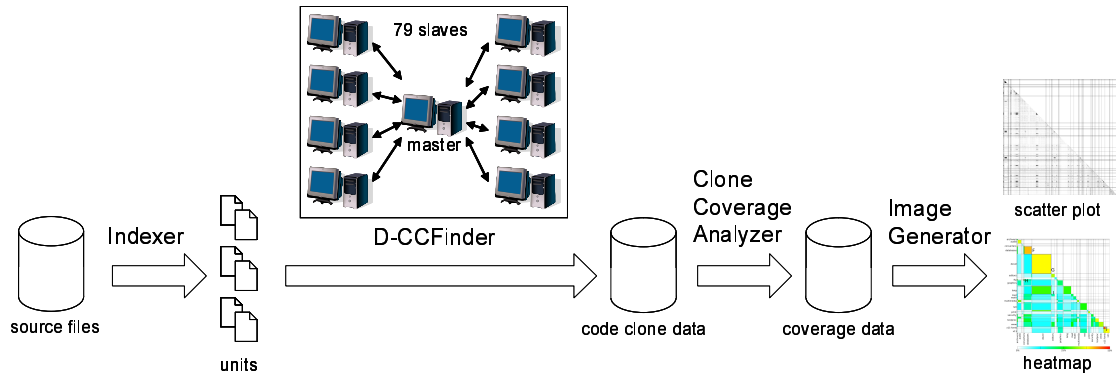 79 slaves
master
Indexer
D-CCFinder
Clone
Coverage
Analyzer
Image
Generator
scatter plot
source files
units
code clone data
coverage data
heatmap